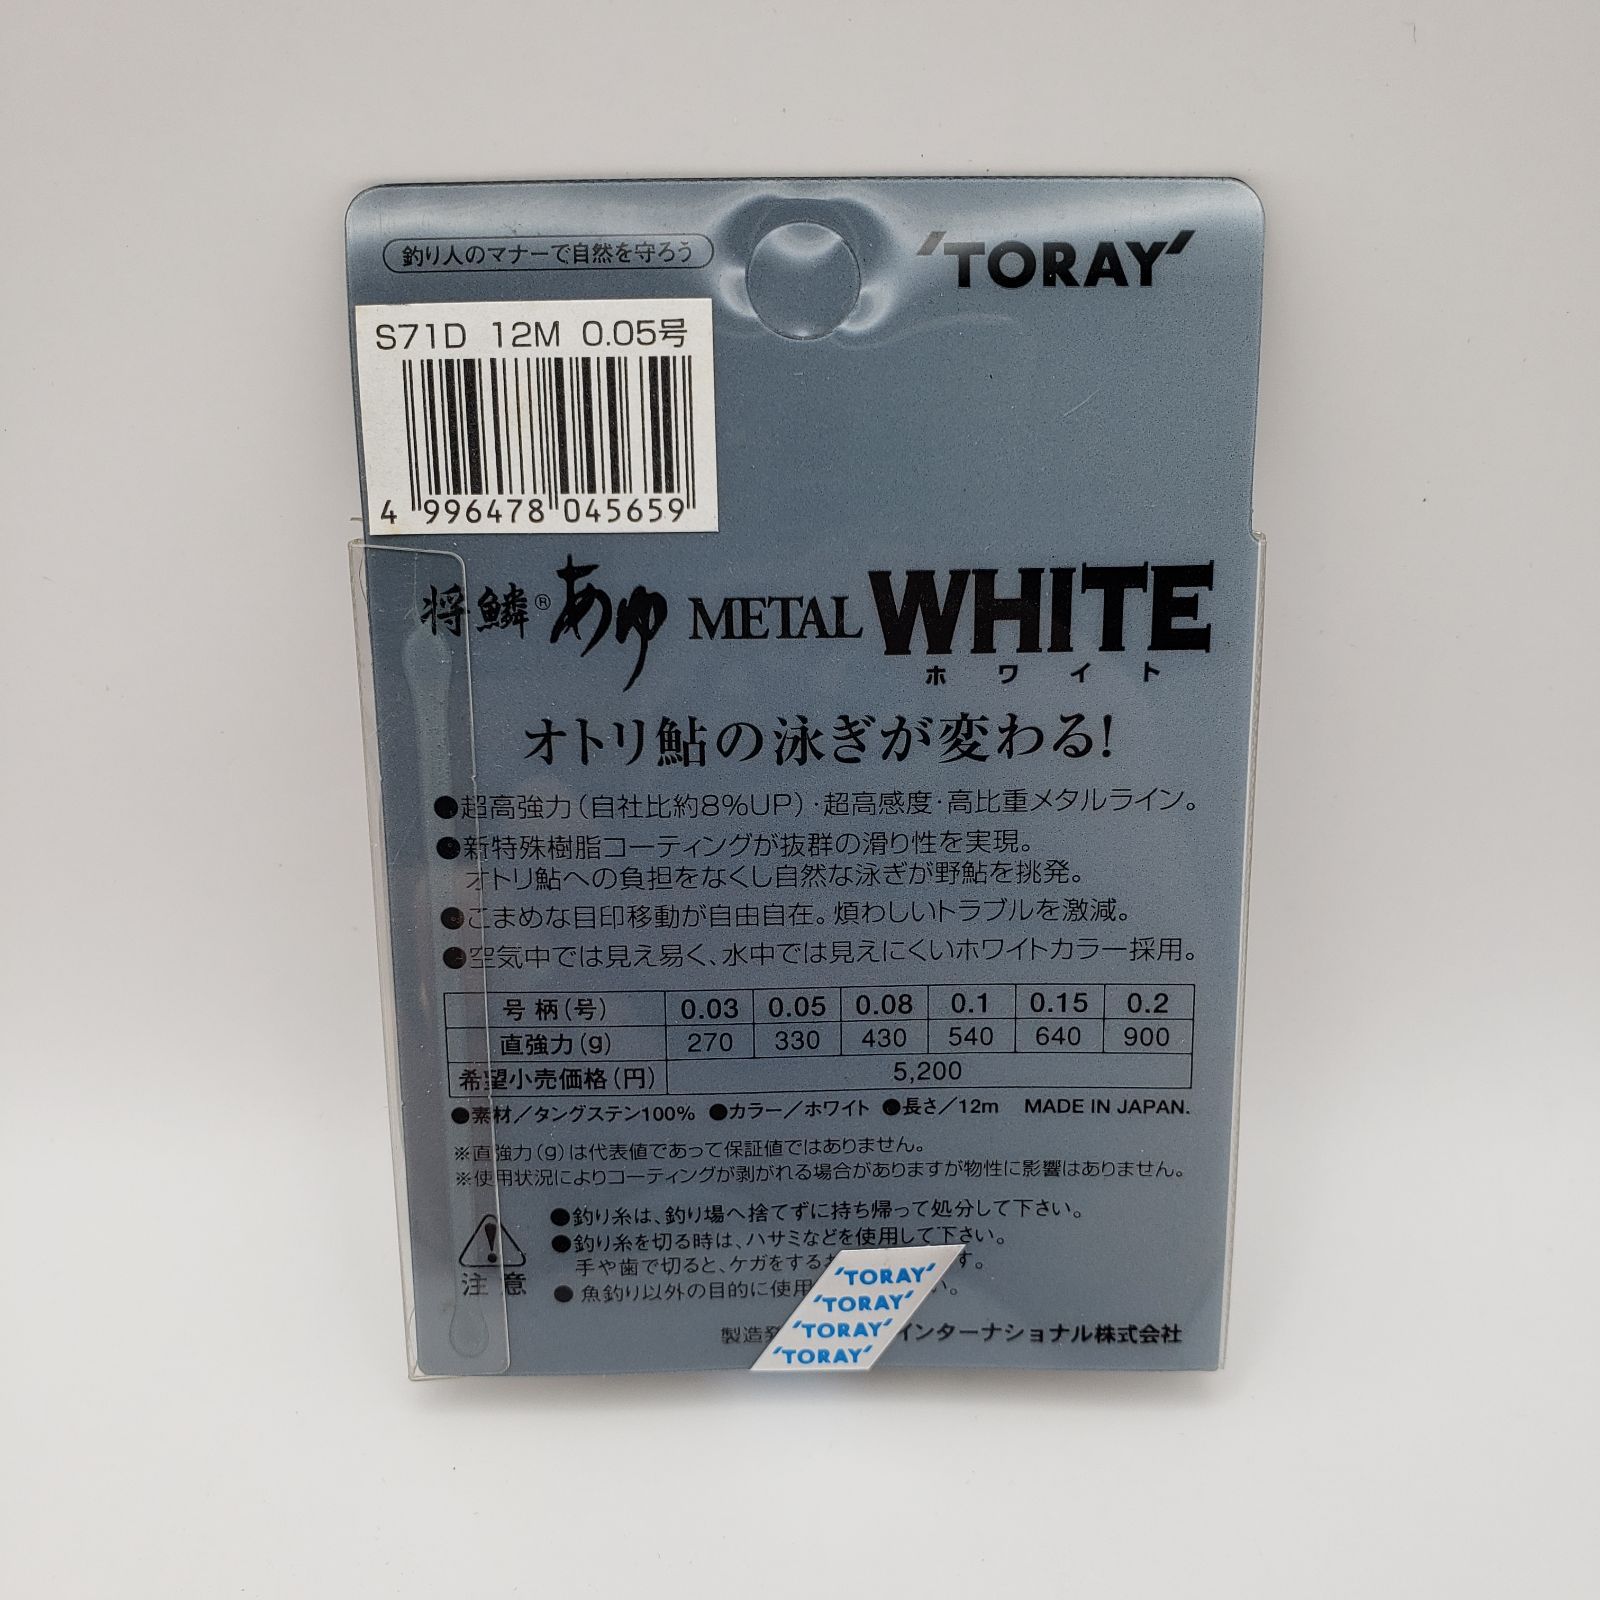 釣り人のマナーで自然を守ろう
'TORAY'
S71D 12M 0.05号
4 996478 045659
将鱗® あゆ METAL WHITE
ホワイト
オトリ鮎の泳ぎが変わる!
●超高強力(自社比約8%UP)・超高感度・高比重メタルライン。
●新特殊樹脂コーティングが抜群の滑り性を実現。
オトリ鮎への負担をなくし自然な泳ぎが野鮎を挑発。
●こまめな目印移動が自由自在。煩わしいトラブルを激減。
●空気中では見え易く、水中では見えにくいホワイトカラー採用。
号柄(号) 0.03 0.05 0.08 0.1 0.15 0.2
直強力(g) 270 330 430 540 640 900
希望小売価格(円) 5,200
●素材/タングステン100% ●カラー/ホワイト ●長さ/12m MADE IN JAPAN.
※直強力(g)は代表値であって保証値ではありません。
※使用状況によりコーティングが剥がれる場合がありますが物性に影響はありません。
注意
●釣り糸は、釣り場へ捨てずに持ち帰って処分して下さい。
●釣り糸を切る時は、ハサミなどを使用して下さい。
手や歯で切ると、ケガをする す。
●魚釣り以外の目的に使用 い。
'TORAY'
'TORAY'
'TORAY'
'TORAY'
製造 インターナショナル株式会社